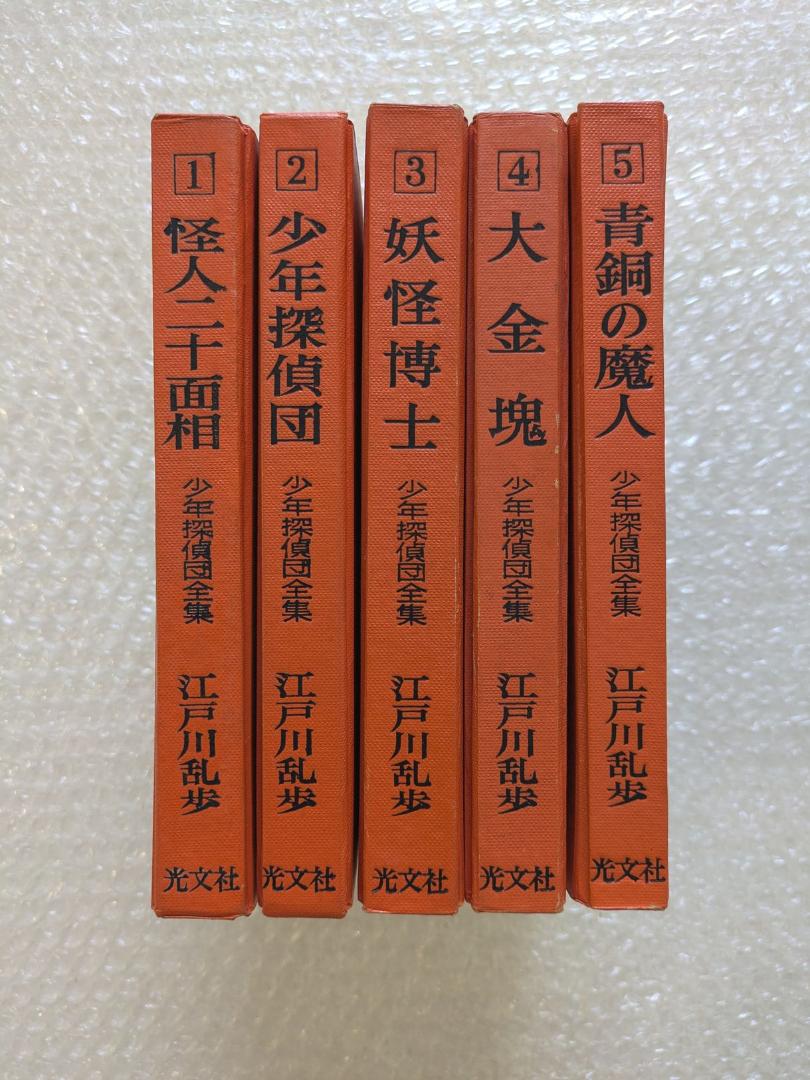 1
怪人二十面相
少年探偵団全集
江戸川乱歩
光文社
2
少年探偵団
少年探偵団全集
江戸川乱歩
光文社
3
妖怪博士
少年探偵団全集
江戸川乱歩
光文社
4
大金塊
少年探偵団全集
江戸川乱歩
光文社
5
青銅の魔人
少年探偵団全集
江戸川乱歩
光文社